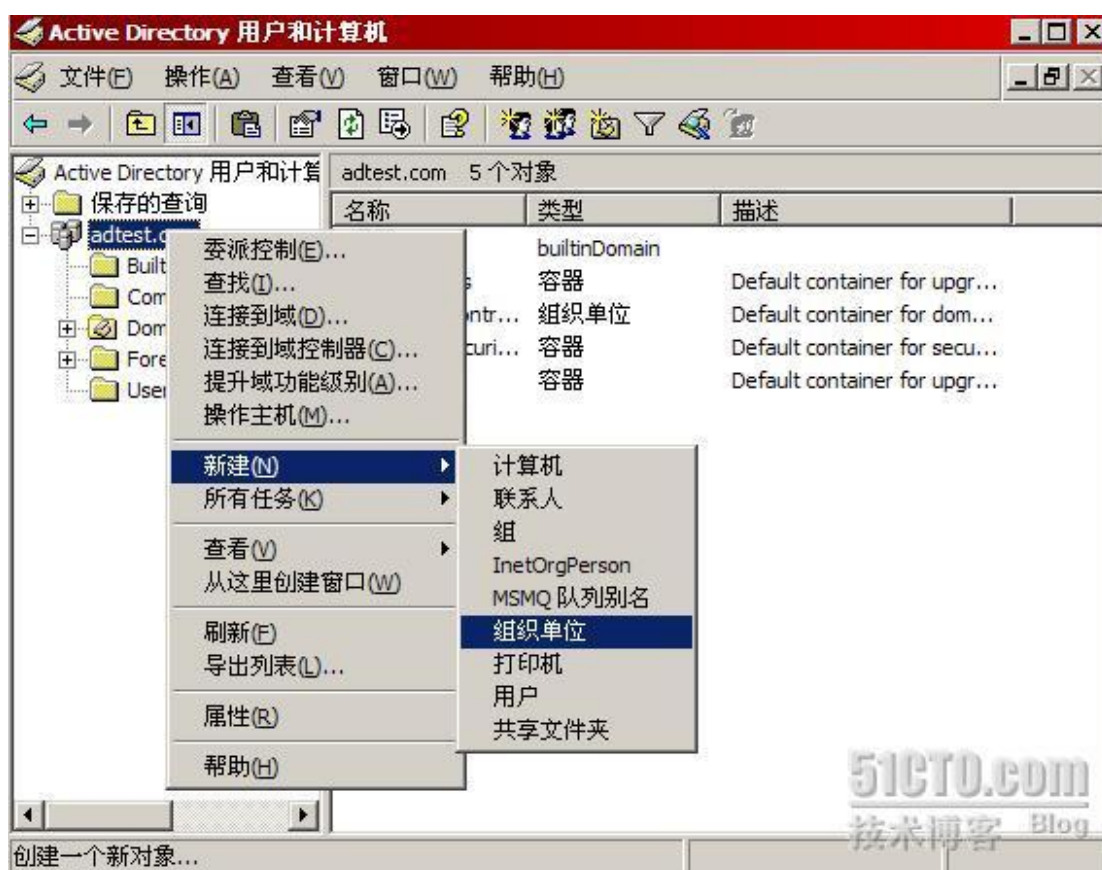 Active Directory 用户和计算机
文件(F) 操作(A) 查看(V) 窗口(W) 帮助(H)
Active Directory 用户和计算
adtest.com 5 个对象
保存的查询
名称 类型 描述
adtest.c
委派控制(E)...
builtinDomain
Built
查找(I)...
s 容器 Default container for upgr...
Com
连接到域(D)...
ontr... 组织单位 Default container for dom...
Dom
连接到域控制器(C)...
curi... 容器 Default container for secu...
Fore
提升域功能级别(A)...
容器 Default container for upgr...
User
操作主机(M)...
新建(N)
计算机
所有任务(K)
联系人
组
查看(V)
InetOrgPerson
从这里创建窗口(W)
MSMQ 队列别名
刷新(F)
组织单位
导出列表(L)...
打印机
用户
属性(R)
共享文件夹
帮助(H)
51CTO.com
技术博客 Blog
创建一个新对象...